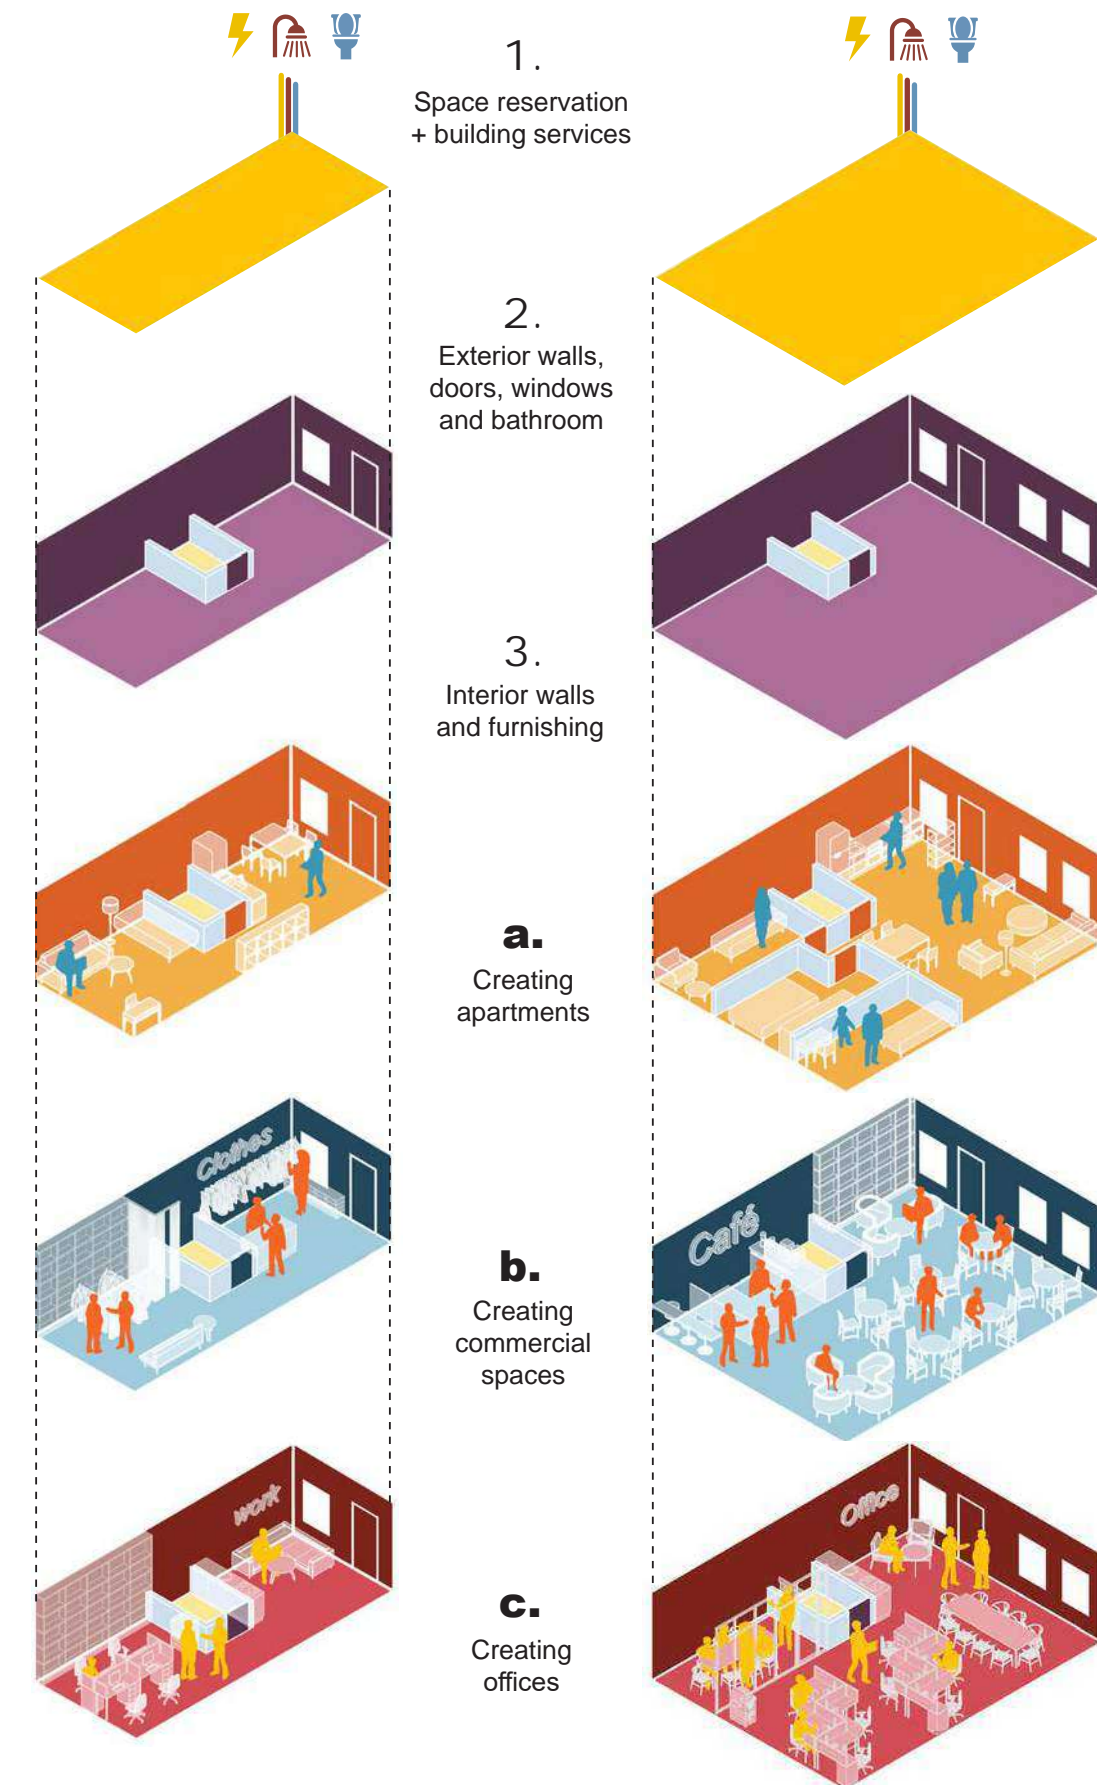 1.
Space reservation
+ building services
2.
Exterior walls,
doors, windows
and bathroom
3.
Interior walls
and furnishing
a.
Creating
apartments
Clothes
Café
b.
Creating
commercial
spaces
work
Office
c.
Creating
offices